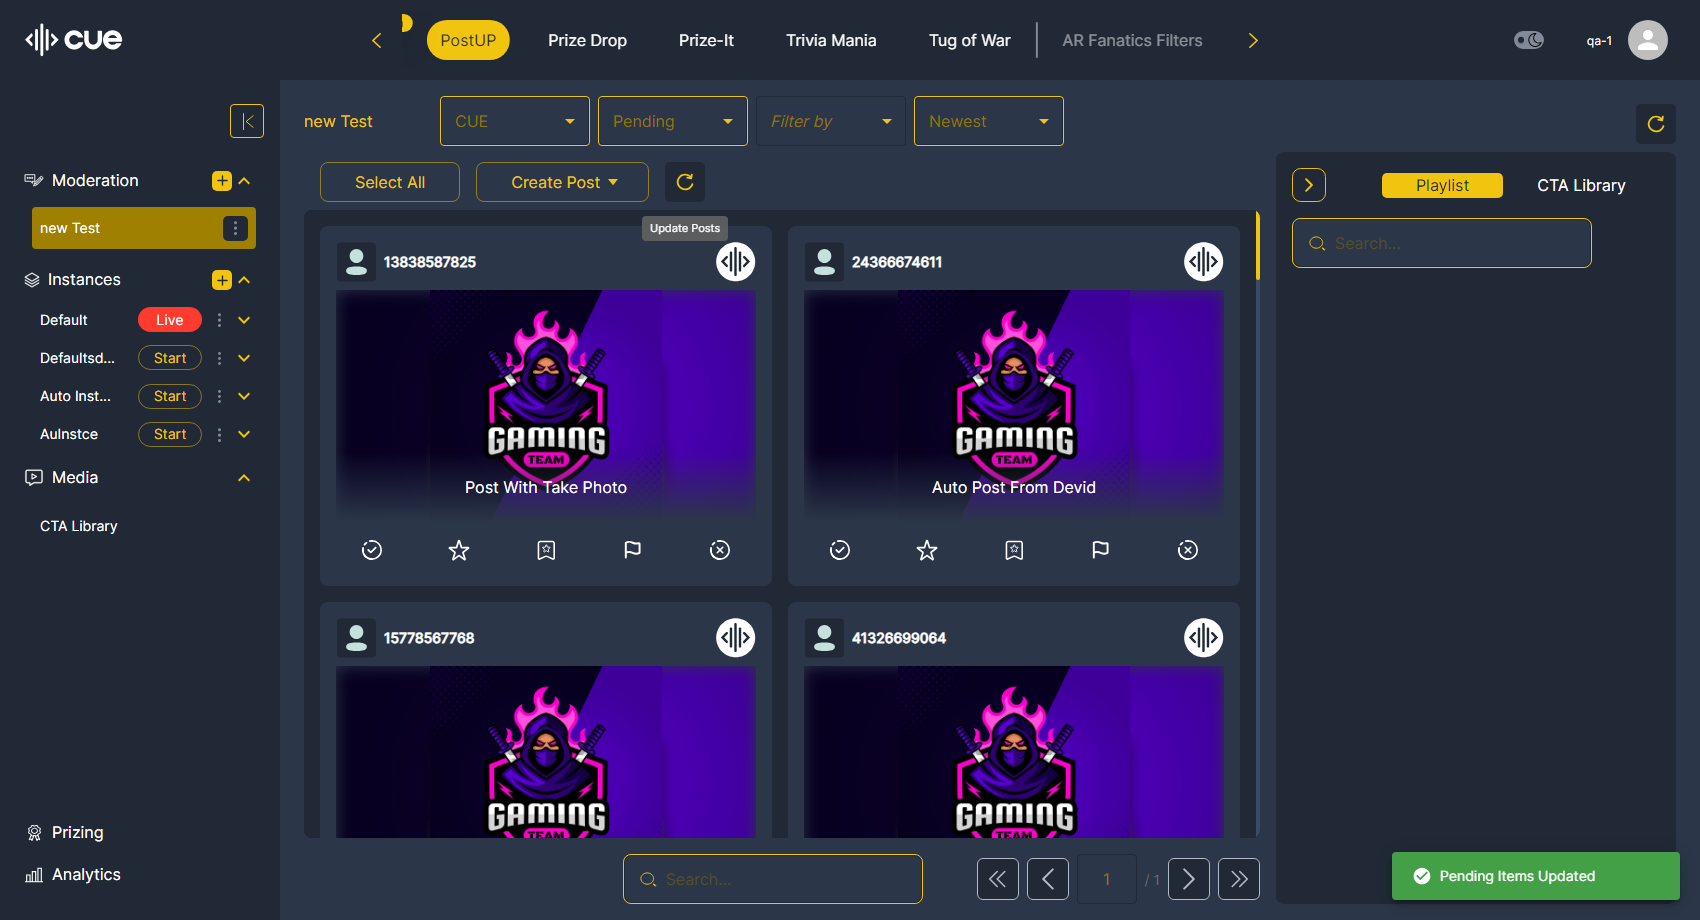 cue
PostUP
Prize Drop
Prize-It
Trivia Mania
Tug of War
AR Fanatics Filters
qa-1
new Test
CUE
Pending
Filter by
Newest
Select All
Create Post
Update Posts
Playlist
CTA Library
Search...
Moderation
new Test
Instances
Default
Live
Defaultsd...
Start
Auto Inst...
Start
AuInstce
Start
Media
CTA Library
Prizing
Analytics
13838587825
GAMING
TEAM
Post With Take Photo
24366674611
GAMING
TEAM
Auto Post From Devid
15778567768
GAMING
TEAM
41326699064
GAMING
TEAM
Search...
1
/ 1
Pending Items Updated